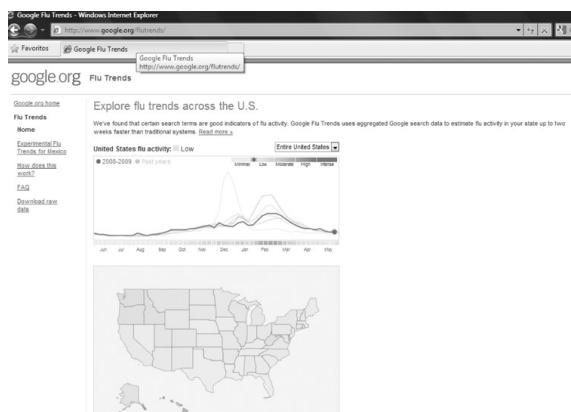 Google Flu Trends - Windows Internet Explorer
http://www.google.org/flutrends/
Favoritos
Google Flu Trends
Google Flu Trends
http://www.google.org/flutrends/
google.org Flu Trends
Google.org home
Flu Trends
Home
Experimental Flu
Trends for Mexico
How does this
work?
FAQ
Download raw
data
Explore flu trends across the U.S.
We've found that certain search terms are good indicators of flu activity. Google Flu Trends uses aggregated Google search data to estimate flu activity in your state up to two
weeks faster than traditional systems. Read more »
United States flu activity: Low
Entire United States
2008-2009 Past years
Minimal Low Moderate High Intense
Jun Jul Aug Sep Oct Nov Dec Jan Feb Mar Apr May